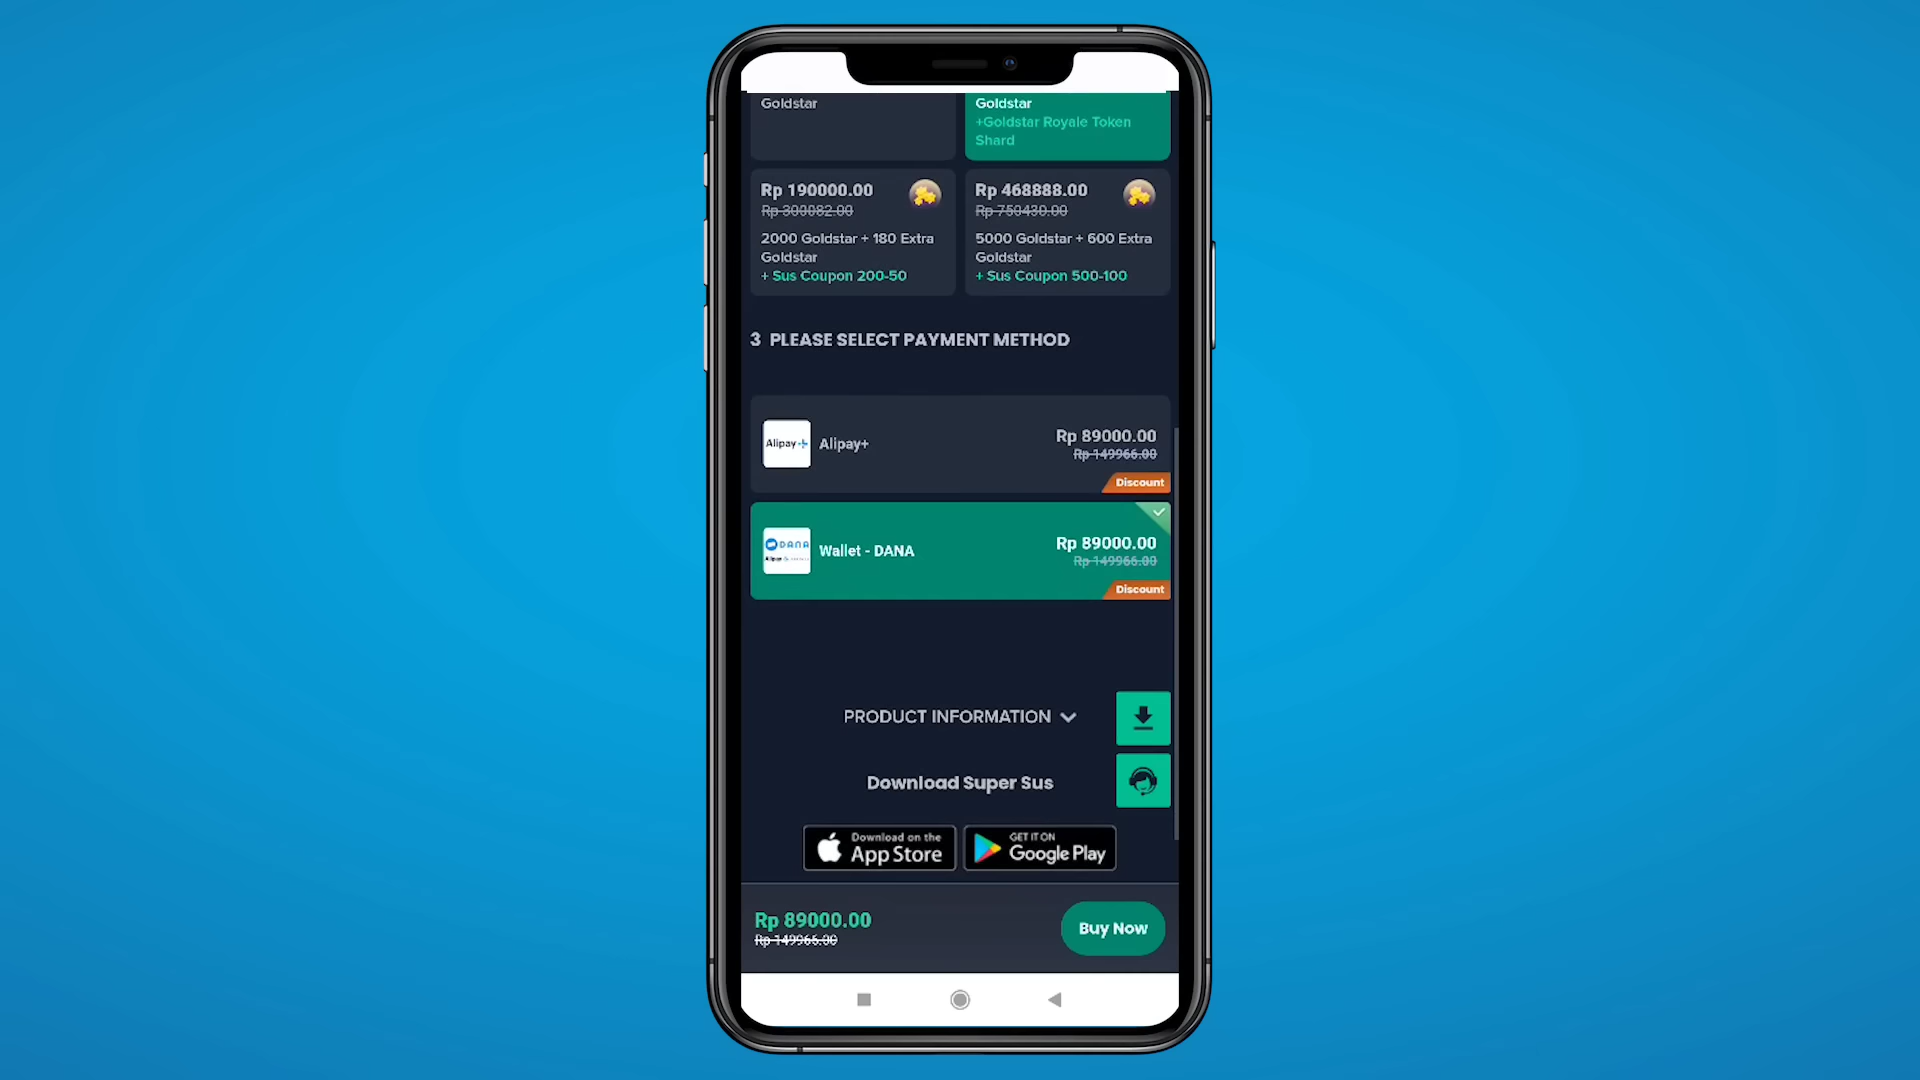 Goldstar
Goldstar
+Goldstar Royale Token
Shard
Rp 190000.00
Rp 300082.00
2000 Goldstar + 180 Extra
Goldstar
+ Sus Coupon 200-50
Rp 468888.00
Rp 750430.00
5000 Goldstar + 600 Extra
Goldstar
+ Sus Coupon 500-100
3 PLEASE SELECT PAYMENT METHOD
Alipay+
Alipay+
Rp 89000.00
Rp 149966.00
Discount
DANA
Wallet - DANA
Rp 89000.00
Rp 149966.00
Discount
PRODUCT INFORMATION
Download Super Sus
Download on the
App Store
GET IT ON
Google Play
Rp 89000.00
Rp 149966.00
Buy Now